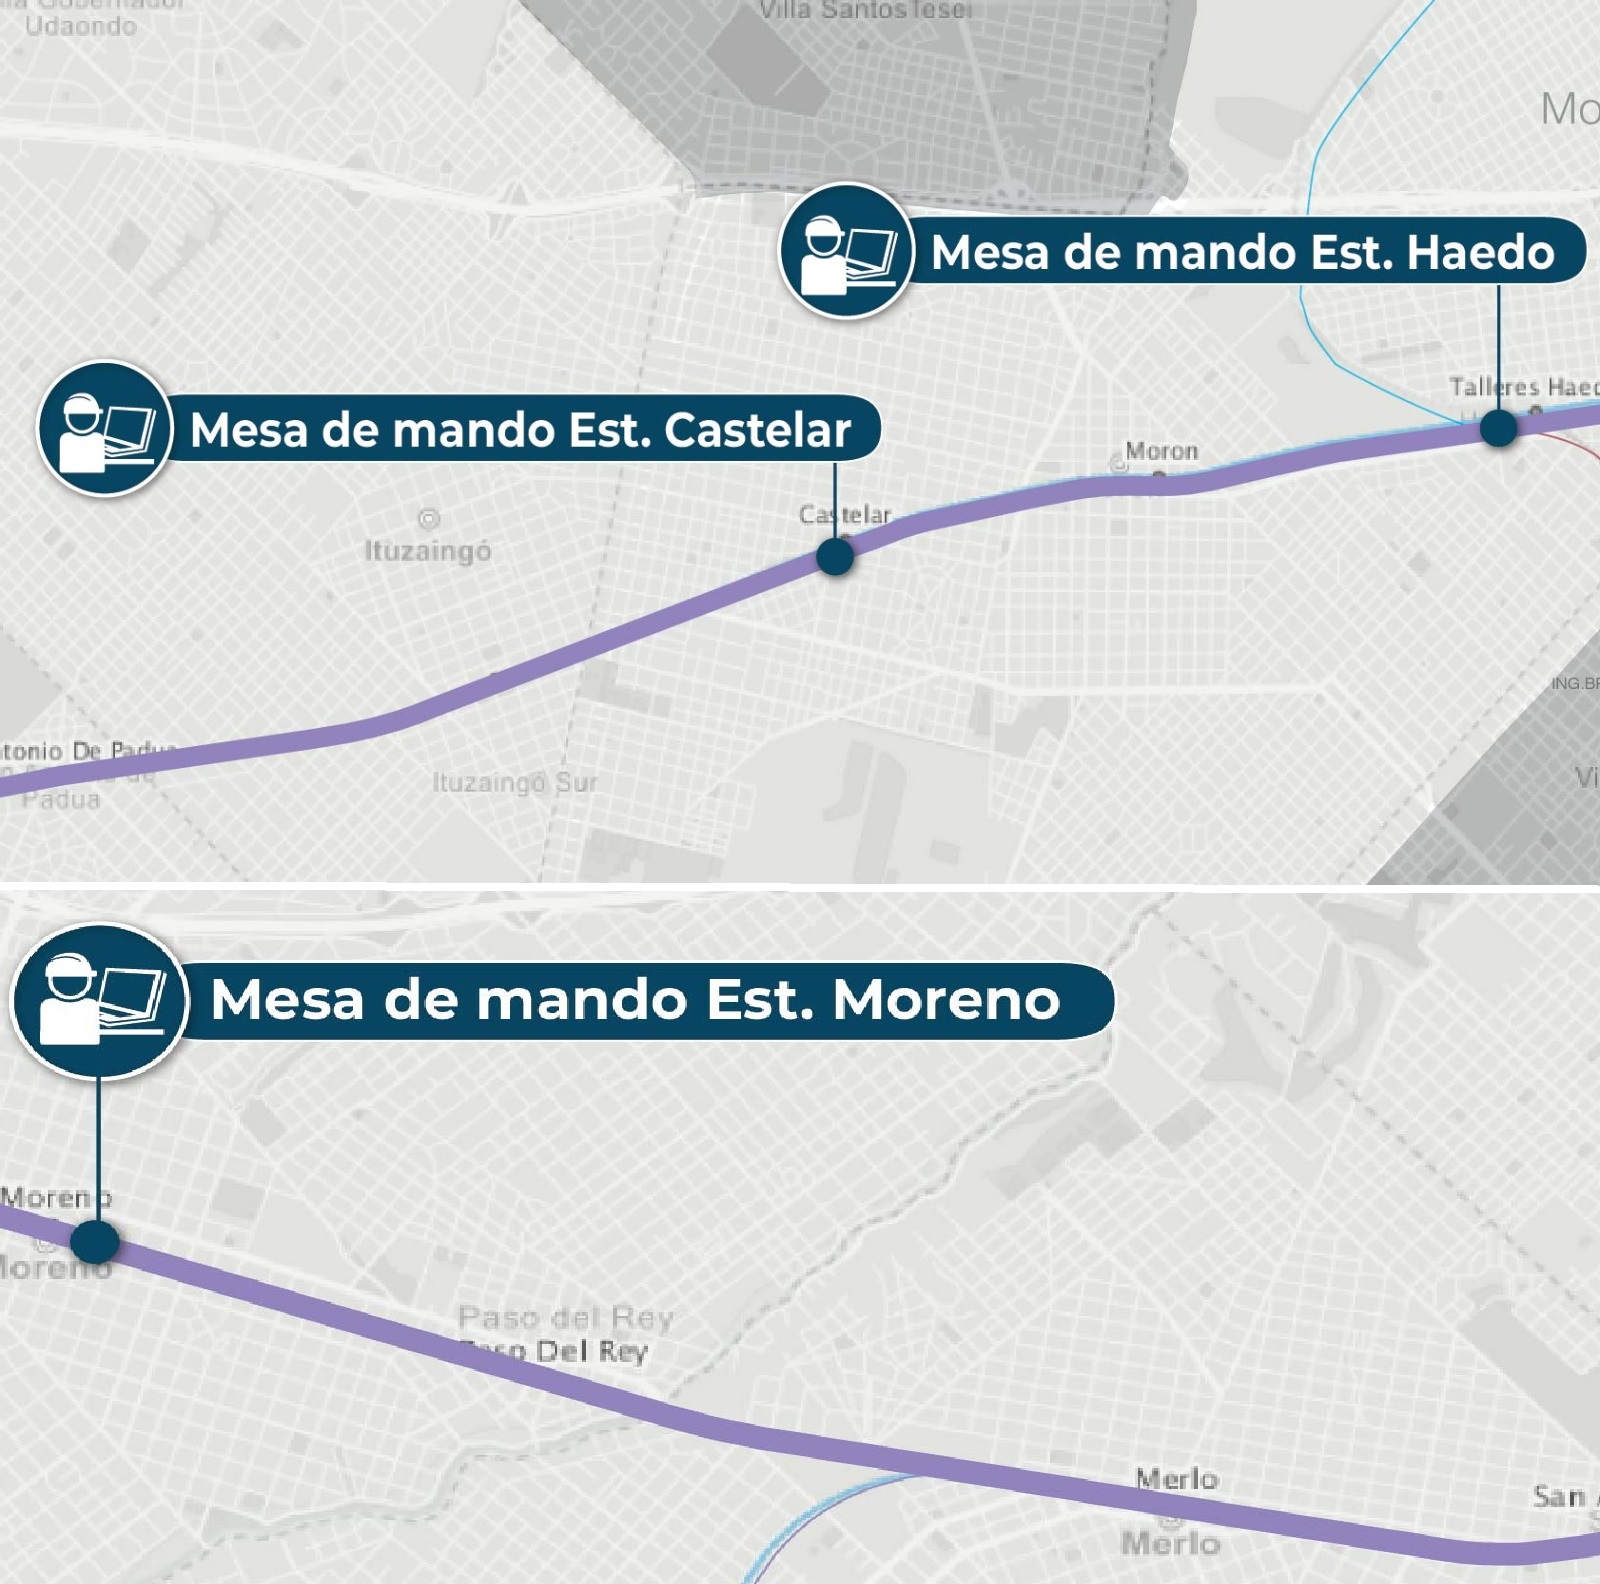 Udaondo
Villa Santos Tesei
Mo
Mesa de mando Est. Haedo
Talleres Haed
Mesa de mando Est. Castelar
Moron
Castelar
Ituzaingó
ING.BR
tonio De Padua
Ituzaingó Sur
Vi
Padua
Mesa de mando Est. Moreno
Moreno
Moreno
Paso del Rey
Paso Del Rey
Merlo
San A
Merlo